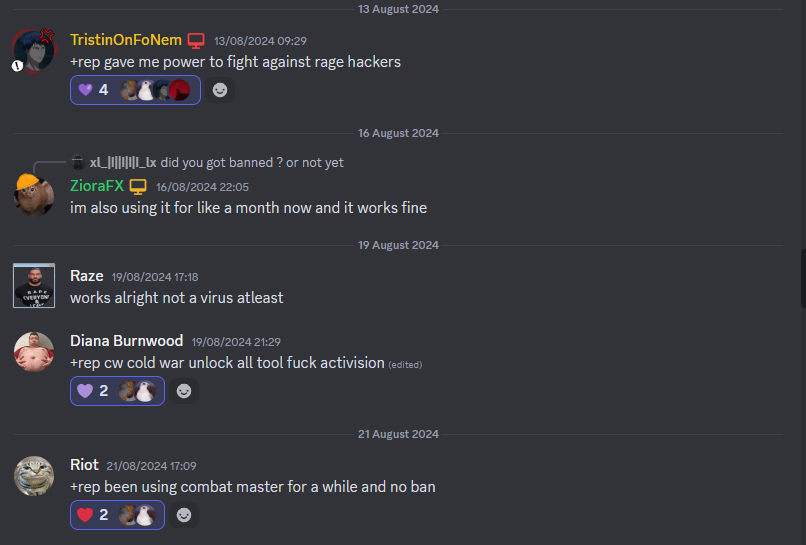 13 August 2024
TristinOnFoNem 13/08/2024 09:29
+rep gave me power to fight against rage hackers
4
16 August 2024
did you got banned ? or not yet
ZioraFX 16/08/2024 22:05
im also using it for like a month now and it works fine
19 August 2024
Raze 19/08/2024 17:18
works alright not a virus atleast
Diana Burnwood 19/08/2024 21:29
+rep cw cold war unlock all tool fuck activision (edited)
2
21 August 2024
Riot 21/08/2024 17:09
+rep been using combat master for a while and no ban
2